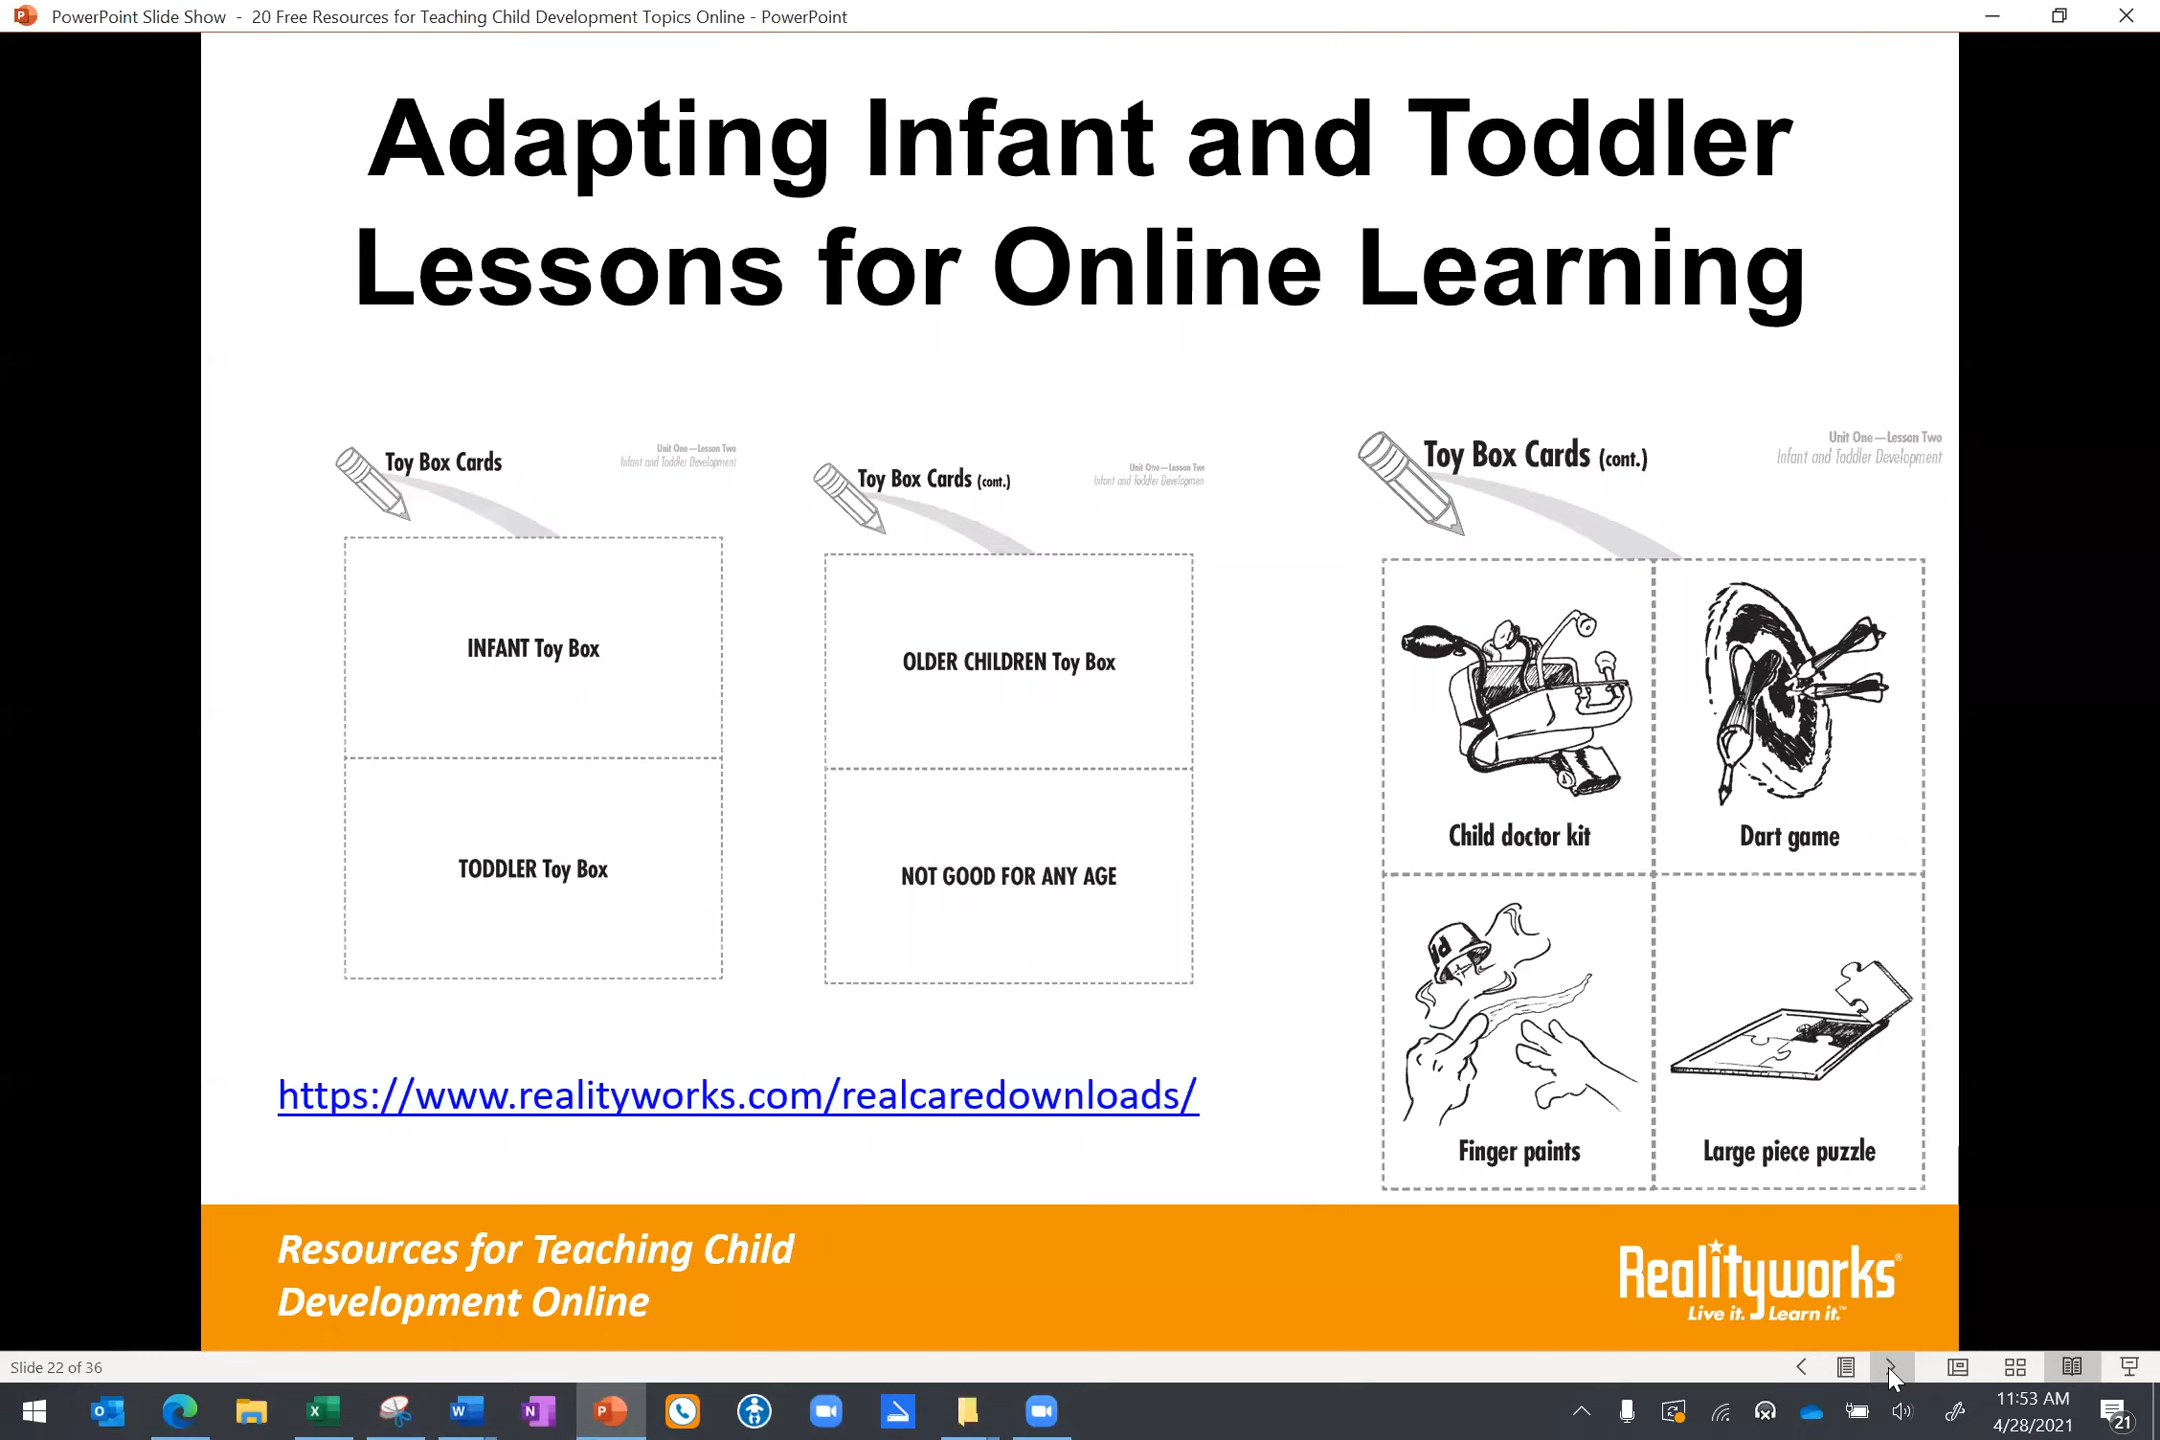 PowerPoint Slide Show - 20 Free Resources for Teaching Child Development Topics Online - PowerPoint
Adapting Infant and Toddler
Lessons for Online Learning
Toy Box Cards
Unit One—Lesson Two
Infant and Toddler Development
INFANT Toy Box
TODDLER Toy Box
Toy Box Cards (cont.)
Unit One—Lesson Two
Infant and Toddler Developmen
OLDER CHILDREN Toy Box
NOT GOOD FOR ANY AGE
Toy Box Cards (cont.)
Unit One—Lesson Two
Infant and Toddler Development
Child doctor kit
Dart game
Finger paints
Large piece puzzle
https://www.realityworks.com/realcaredownloads/
Resources for Teaching Child
Development Online
Realityworks®
Live it. Learn it.™
Slide 22 of 36
11:53 AM
4/28/2021
21